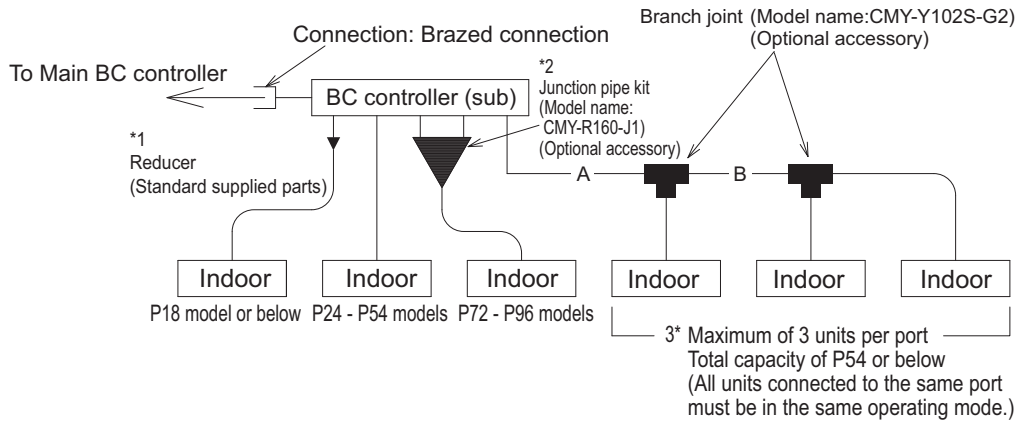 Branch joint (Model name:CMY-Y102S-G2)
(Optional accessory)
Connection: Brazed connection
To Main BC controller
BC controller (sub)
*2
Junction pipe kit
(Model name:
CMY-R160-J1)
(Optional accessory)
*1
Reducer
(Standard supplied parts)
A
B
Indoor
Indoor
Indoor
Indoor
Indoor
Indoor
P18 model or below
P24 - P54 models
P72 - P96 models
3* Maximum of 3 units per port
Total capacity of P54 or below
(All units connected to the same port
must be in the same operating mode.)